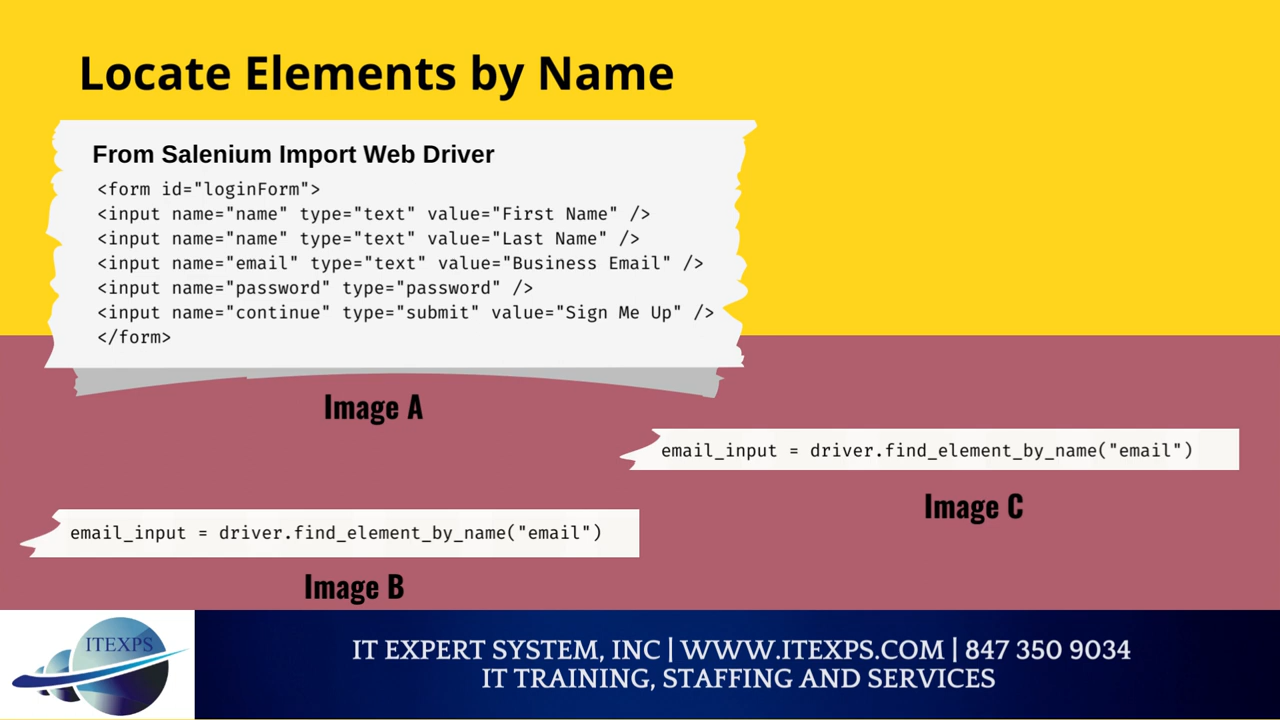 Locate Elements by Name
From Salenium Import Web Driver
<form id="loginForm">
<input name="name" type="text" value="First Name" />
<input name="name" type="text" value="Last Name" />
<input name="email" type="text" value="Business Email" />
<input name="password" type="password" />
<input name="continue" type="submit" value="Sign Me Up" />
</form>
Image A
email_input = driver.find_element_by_name("email")
Image C
email_input = driver.find_element_by_name("email")
Image B
ITEXPS
IT EXPERT SYSTEM, INC | WWW.ITEXPS.COM | 847 350 9034
IT TRAINING, STAFFING AND SERVICES